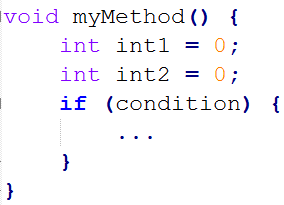 void myMethod() {
    int int1 = 0;
    int int2 = 0;
    if (condition) {
        ...
    }
}